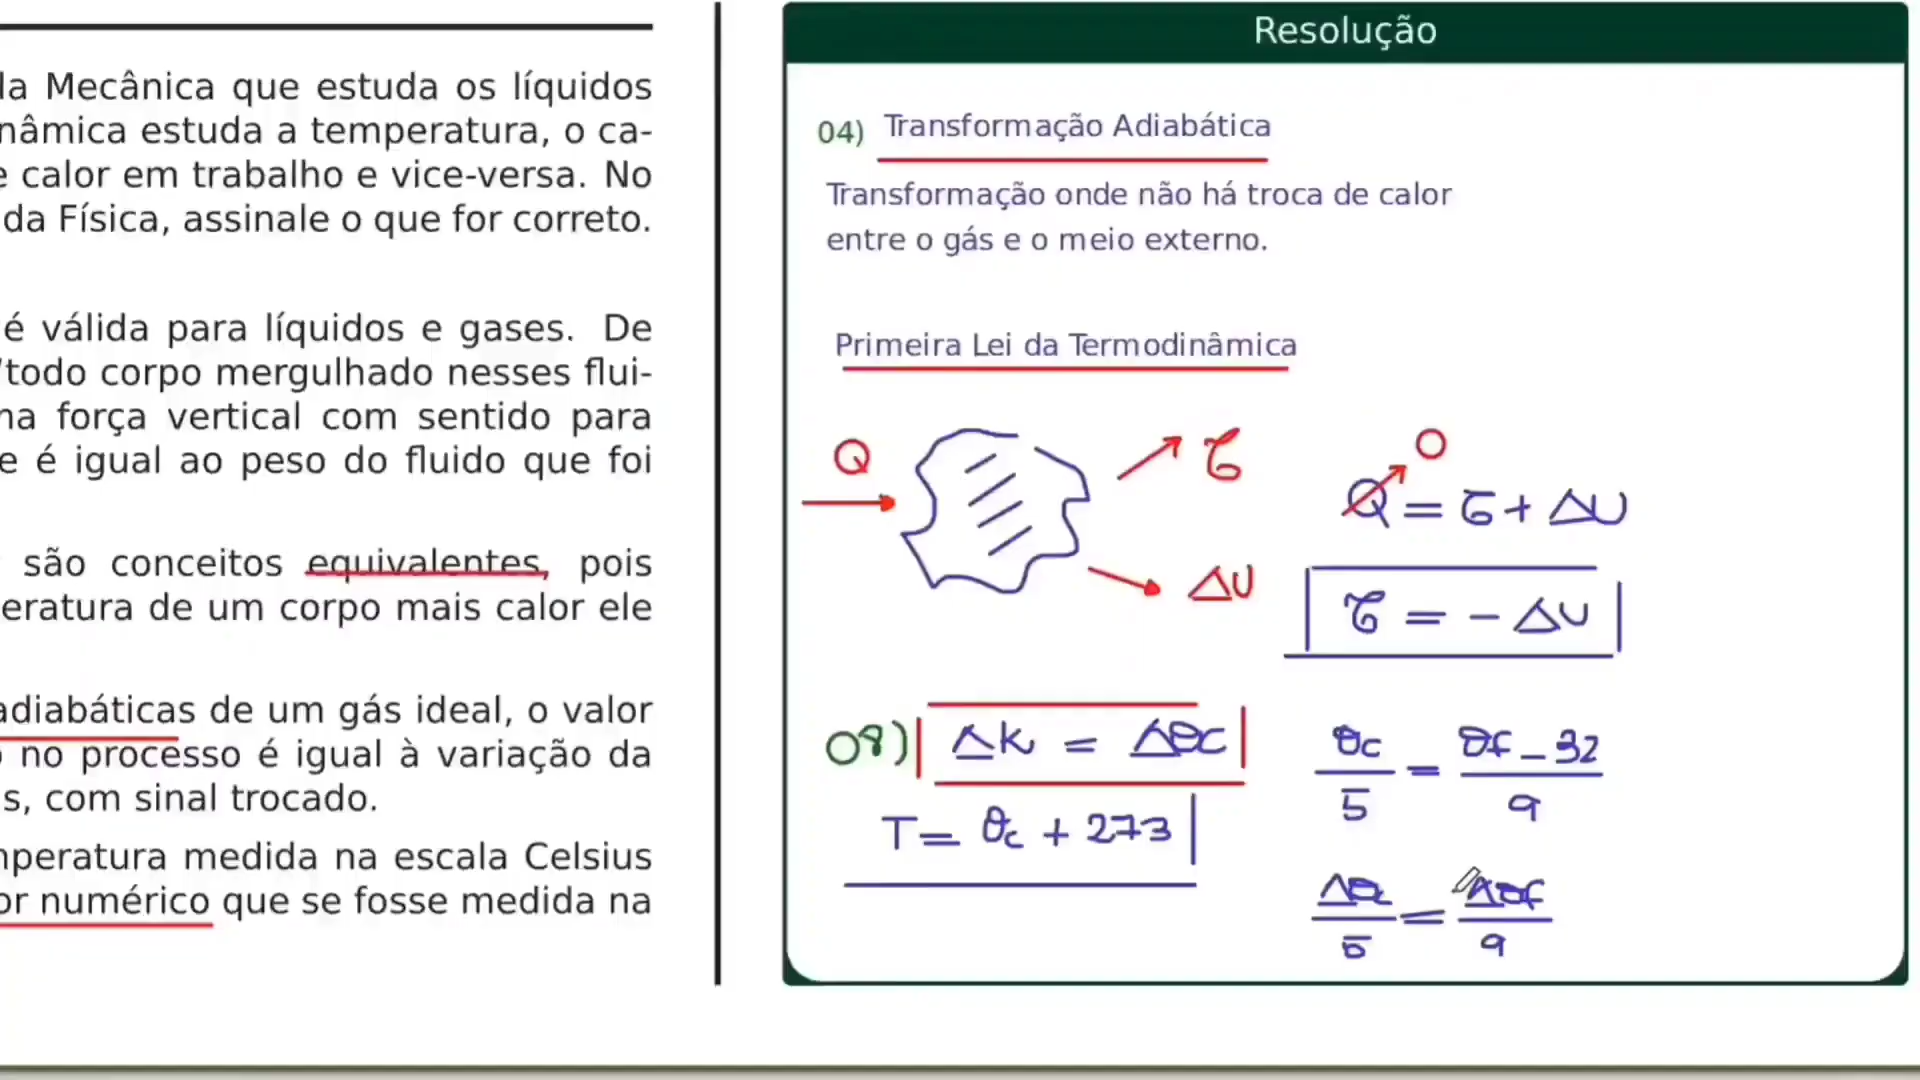 la Mecânica que estuda os líquidos
nâmica estuda a temperatura, o ca-
e calor em trabalho e vice-versa. No
da Física, assinale o que for correto.
é válida para líquidos e gases. De
"todo corpo mergulhado nesses flui-
ma força vertical com sentido para
e é igual ao peso do fluido que foi
são conceitos equivalentes, pois
eratura de um corpo mais calor ele
adiabáticas de um gás ideal, o valor
o no processo é igual à variação da
s, com sinal trocado.
mperatura medida na escala Celsius
or numérico que se fosse medida na
Resolução
04) Transformação Adiabática
Transformação onde não há troca de calor
entre o gás e o meio externo.
Primeira Lei da Termodinâmica
Q
τ
ΔU
0
Q = τ + ΔU
τ = - ΔU
08) ΔK = Δθc
T = θc + 273
θc/5 = θf - 32/9
Δθc/5 = Δθf/9